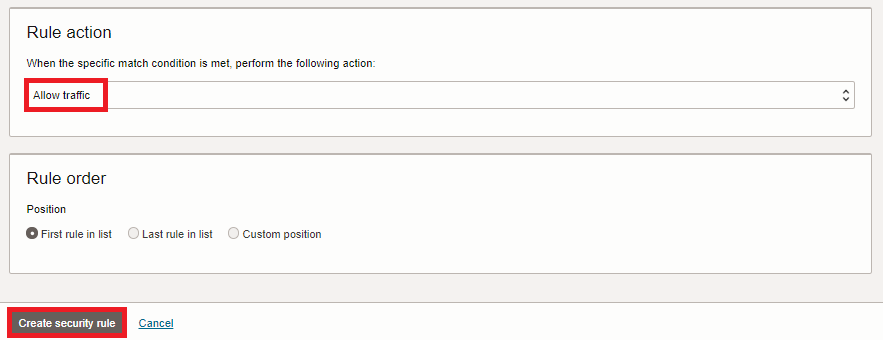 Rule action
When the specific match condition is met, perform the following action:
Allow traffic
Rule order
Position
First rule in list Last rule in list Custom position
Create security rule Cancel